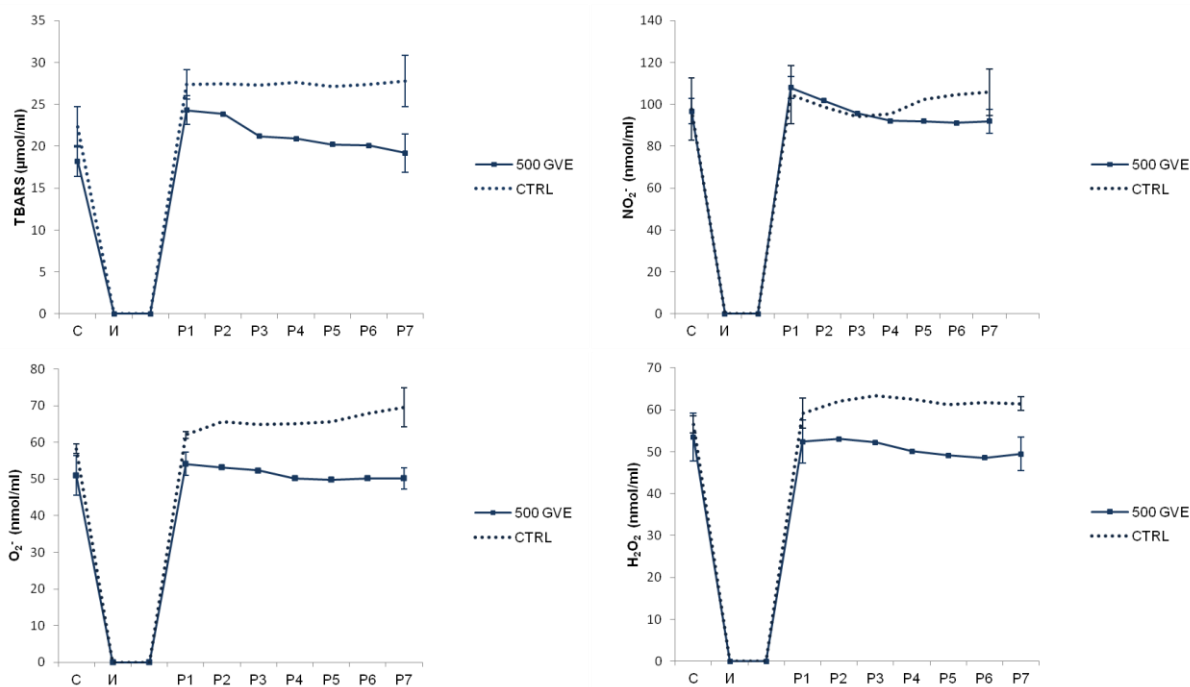 TBARS (µmol/ml)
35
30
25
20
15
10
5
0
C И P1 P2 P3 P4 P5 P6 P7
500 GVE
CTRL
NO₂⁻ (nmol/ml)
140
120
100
80
60
40
20
0
C И P1 P2 P3 P4 P5 P6 P7
500 GVE
CTRL
O₂⁻ (nmol/ml)
80
70
60
50
40
30
20
10
0
C И P1 P2 P3 P4 P5 P6 P7
500 GVE
CTRL
H₂O₂ (nmol/ml)
70
60
50
40
30
20
10
0
C И P1 P2 P3 P4 P5 P6 P7
500 GVE
CTRL